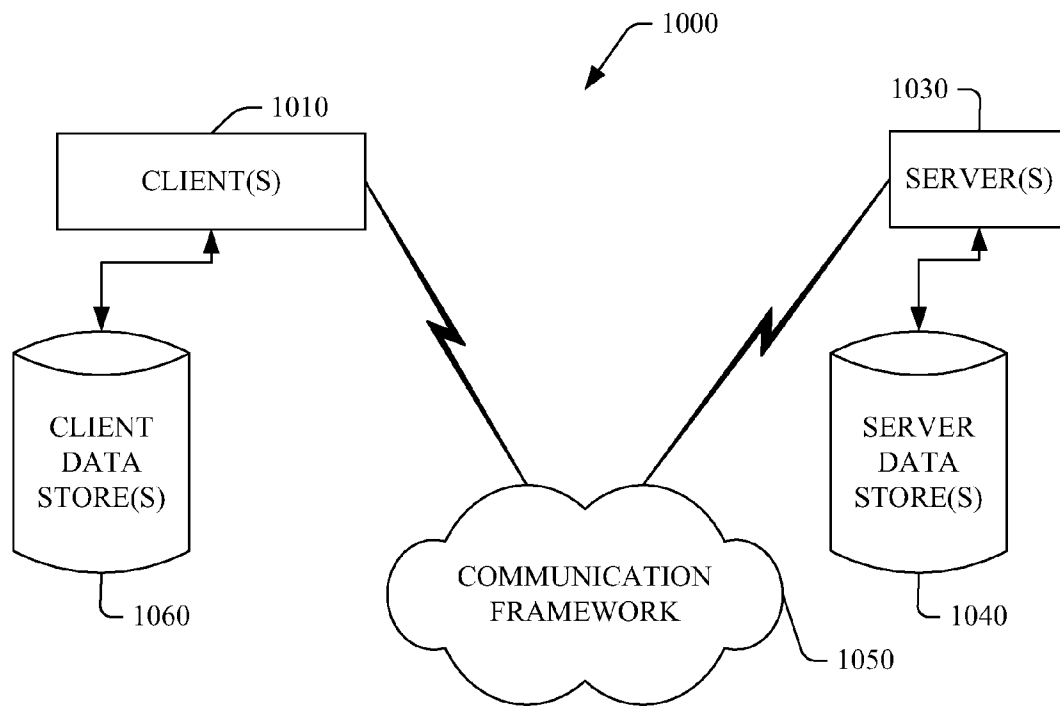 1000
1010
CLIENT(S)
1030
SERVER(S)
CLIENT
DATA
STORE(S)
1060
SERVER
DATA
STORE(S)
1040
COMMUNICATION
FRAMEWORK
1050